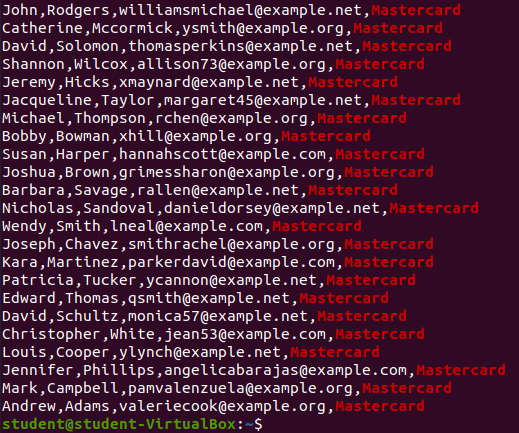 John,Rodgers,williamsmichael@example.net,Mastercard
Catherine,Mccormick,ysmith@example.org,Mastercard
David,Solomon,thomasperkins@example.net,Mastercard
Shannon,Wilcox,allison73@example.org,Mastercard
Jeremy,Hicks,xmaynard@example.net,Mastercard
Jacqueline,Taylor,margaret45@example.net,Mastercard
Michael,Thompson,rchen@example.org,Mastercard
Bobby,Bowman,xhill@example.org,Mastercard
Susan,Harper,hannahscott@example.com,Mastercard
Joshua,Brown,grimessharon@example.org,Mastercard
Barbara,Savage,rallen@example.net,Mastercard
Nicholas,Sandoval,danieldorsey@example.net,Mastercard
Wendy,Smith,lneal@example.com,Mastercard
Joseph,Chavez,smithrachel@example.org,Mastercard
Kara,Martinez,parkerdavid@example.com,Mastercard
Patricia,Tucker,ycannon@example.net,Mastercard
Edward,Thomas,qsmith@example.net,Mastercard
David,Schultz,monica57@example.net,Mastercard
Christopher,White,jean53@example.com,Mastercard
Louis,Cooper,ylynch@example.net,Mastercard
Jennifer,Phillips,angelicabarajas@example.com,Mastercard
Mark,Campbell,pamvalenzuela@example.org,Mastercard
Andrew,Adams,valeriecook@example.org,Mastercard
student@student-VirtualBox:~$